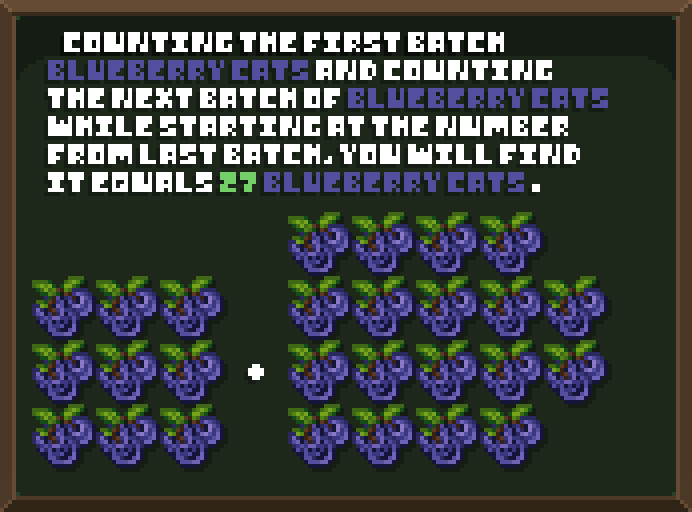 COUNTING THE FIRST BATCH
BLUEBERRY CATS AND COUNTING
THE NEXT BATCH OF BLUEBERRY CATS
WHILE STARTING AT THE NUMBER
FROM LAST BATCH, YOU WILL FIND
IT EQUALS 27 BLUEBERRY CATS.